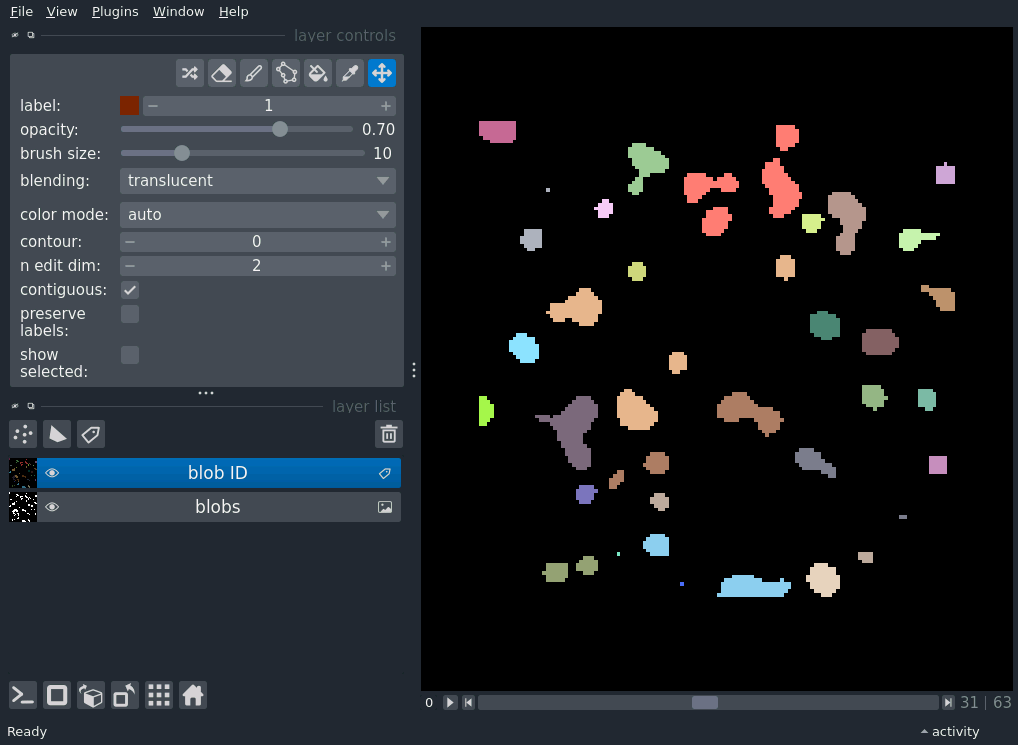 File View Plugins Window Help
layer controls
label: 1
opacity: 0.70
brush size: 10
blending: translucent
color mode: auto
contour: 0
n edit dim: 2
contiguous:
preserve
labels:
show
selected:
layer list
blob ID
blobs
0 31 | 63
Ready activity